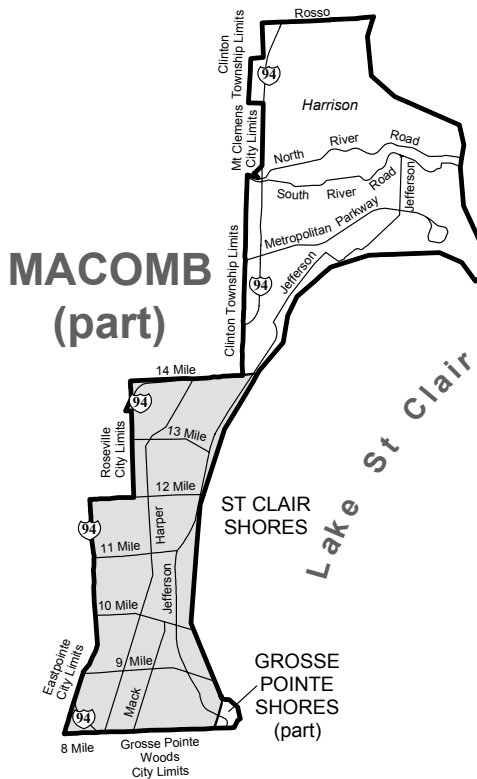 Rosso
Clinton
Township Limits
94
Harrison
Mt Clemens
City Limits
North River Road
South River Road
Jefferson
Metropolitan Parkway
Clinton Township Limits
94
Jefferson
MACOMB
(part)
Lake St Clair
14 Mile
94
Roseville
City Limits
13 Mile
12 Mile
ST CLAIR
SHORES
Harper
94
11 Mile
Jefferson
10 Mile
Eastpointe
City Limits
9 Mile
Mack
GROSSE
POINTE
SHORES
(part)
94
8 Mile
Grosse Pointe
Woods
City Limits